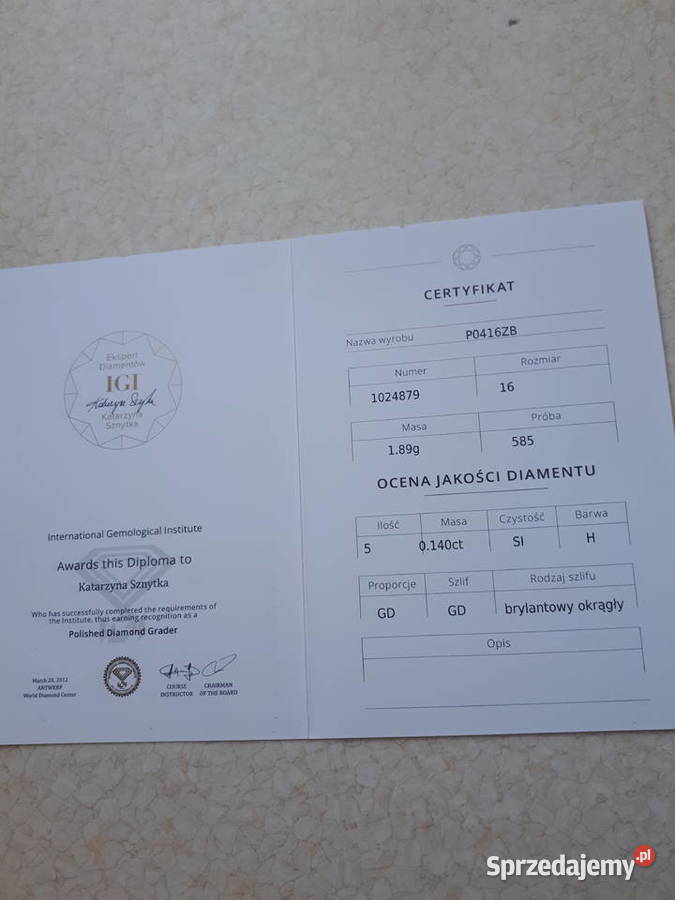 Ekspert
Diamentów
IGI
Katarzyna
Sznytka
International Gemological Institute
Awards this Diploma to
Katarzyna Sznytka
Who has successfully completed the requirements of
the Institute, thus earning recognition as a
Polished Diamond Grader
March 28, 2012
ANTWERP
World Diamond Center
COURSE
INSTRUCTOR
CHAIRMAN
OF THE BOARD
CERTYFIKAT
Nazwa wyrobu P0416ZB
Numer Rozmiar
1024879 16
Masa Próba
1.89g 585
OCENA JAKOŚCI DIAMENTU
Ilość Masa Czystość Barwa
5 0.140ct SI H
Proporcje Szlif Rodzaj szlifu
GD GD brylantowy okrągły
Opis
Sprzedajemy.pl